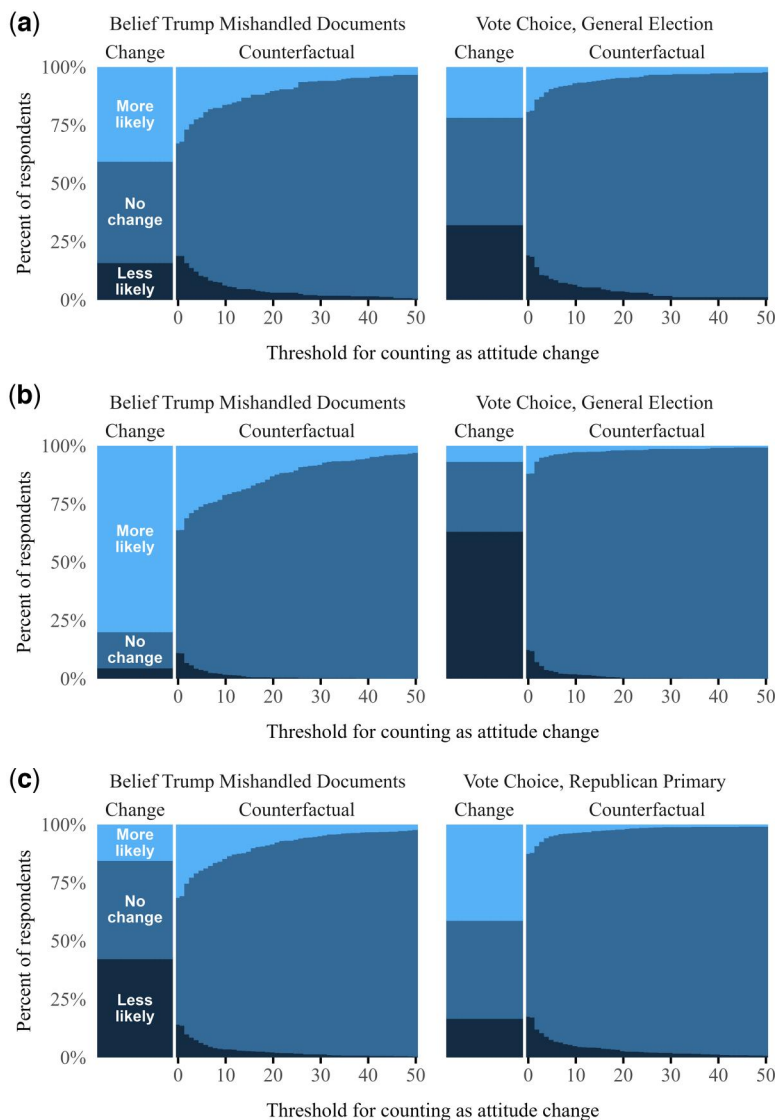 (a)
Belief Trump Mishandled Documents Vote Choice, General Election
Change Counterfactual Change Counterfactual
100%
More
likely
75%
Percent of respondents
50%
No
change
25%
Less
likely
0%
0 10 20 30 40 50 0 10 20 30 40 50
Threshold for counting as attitude change
(b)
Belief Trump Mishandled Documents Vote Choice, General Election
Change Counterfactual Change Counterfactual
100%
75%
More
likely
Percent of respondents
50%
25%
No
change
0%
0 10 20 30 40 50 0 10 20 30 40 50
Threshold for counting as attitude change
(c)
Belief Trump Mishandled Documents Vote Choice, Republican Primary
Change Counterfactual Change Counterfactual
100%
More
likely
75%
No
change
Percent of respondents
50%
25%
Less
likely
0%
0 10 20 30 40 50 0 10 20 30 40 50
Threshold for counting as attitude change